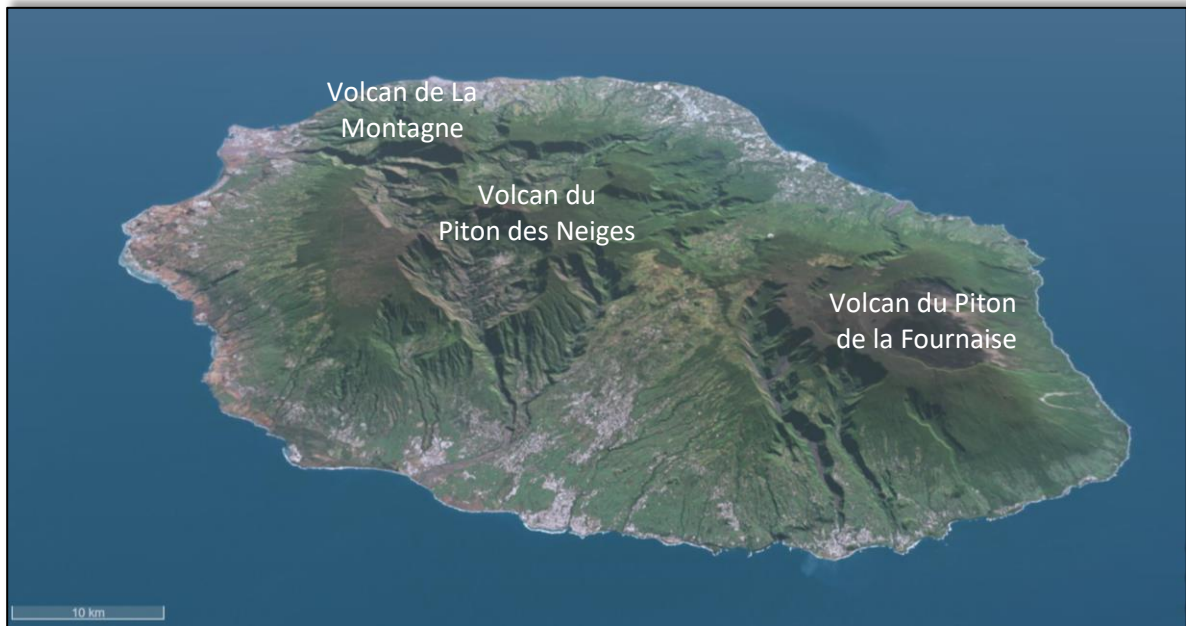 Volcan de La
Montagne
Volcan du
Piton des Neiges
Volcan du Piton
de la Fournaise
10 km